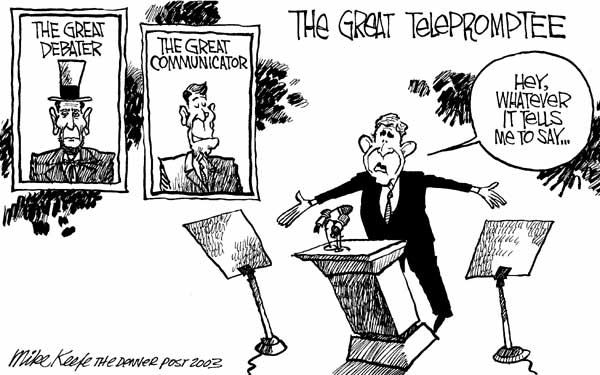 THE GREAT TELEPROMPTEE
THE GREAT
DEBATER
THE GREAT
COMMUNICATOR
HEY,
WHATEVER
IT TELLS
ME TO SAY...
Mike Keefe THE DENVER POST 2003